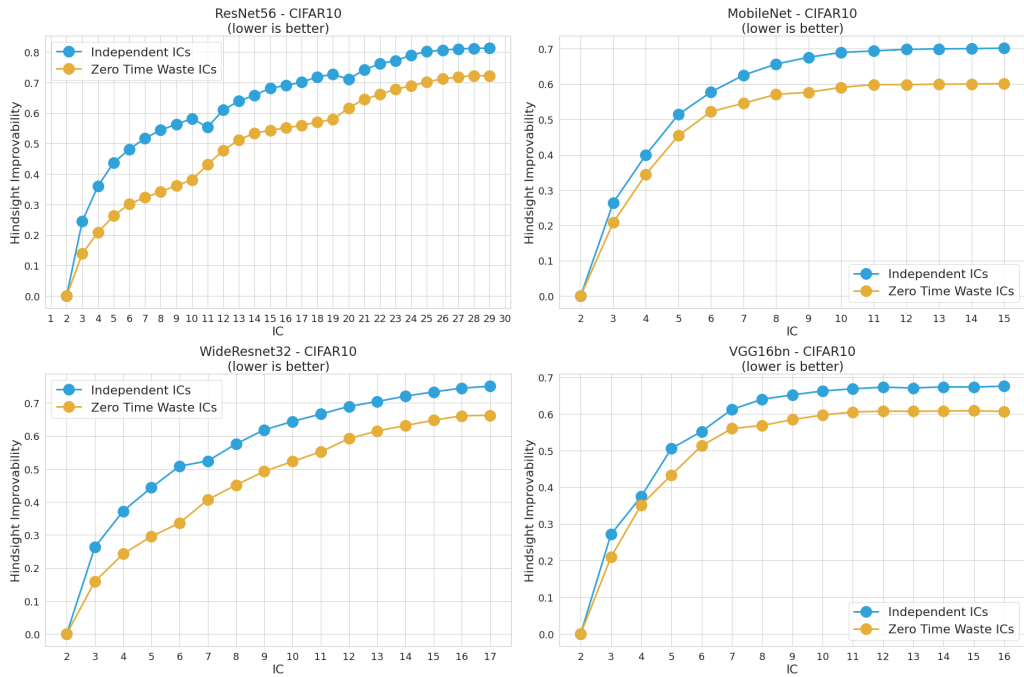 ResNet56 - CIFAR10
(lower is better)
Hindsight Improvability
0.8
0.7
0.6
0.5
0.4
0.3
0.2
0.1
0.0
Independent ICs
Zero Time Waste ICs
1 2 3 4 5 6 7 8 9 10 11 12 13 14 15 16 17 18 19 20 21 22 23 24 25 26 27 28 29 30
IC
MobileNet - CIFAR10
(lower is better)
Hindsight Improvability
0.7
0.6
0.5
0.4
0.3
0.2
0.1
0.0
Independent ICs
Zero Time Waste ICs
2 3 4 5 6 7 8 9 10 11 12 13 14 15
IC
WideResnet32 - CIFAR10
(lower is better)
Hindsight Improvability
0.7
0.6
0.5
0.4
0.3
0.2
0.1
0.0
Independent ICs
Zero Time Waste ICs
2 3 4 5 6 7 8 9 10 11 12 13 14 15 16 17
IC
VGG16bn - CIFAR10
(lower is better)
Hindsight Improvability
0.7
0.6
0.5
0.4
0.3
0.2
0.1
0.0
Independent ICs
Zero Time Waste ICs
2 3 4 5 6 7 8 9 10 11 12 13 14 15 16
IC